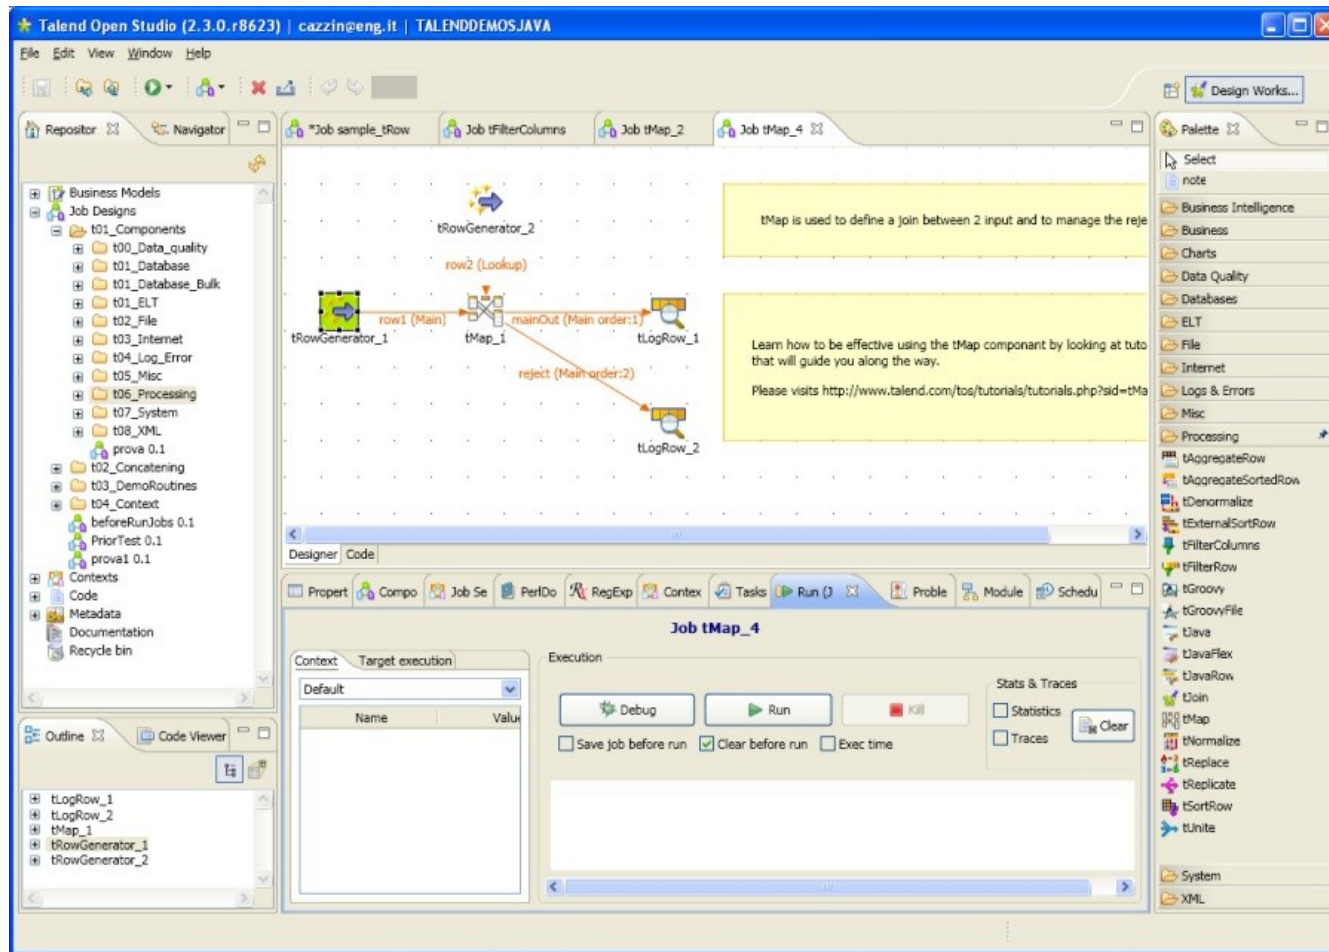 Talend Open Studio (2.3.0.r8623) | cazzin@eng.it | TALENDDEMOSJAVA
File Edit View Window Help
Design Works...
Repositor Navigator
Business Models
Job Designs
t01_Components
t00_Data_quality
t01_Database
t01_Database_Bulk
t01_ELT
t02_File
t03_Internet
t04_Log_Error
t05_Misc
t06_Processing
t07_System
t08_XML
prova 0.1
t02_Concatening
t03_DemoRoutines
t04_Context
beforeRunJobs 0.1
PriorTest 0.1
prova1 0.1
Contexts
Code
Metadata
Documentation
Recycle bin
Outline Code Viewer
tLogRow_1
tLogRow_2
tMap_1
tRowGenerator_1
tRowGenerator_2
*Job sample_tRow Job tFilterColumns Job tMap_2 Job tMap_4
tRowGenerator_2
row2 (Lookup)
tRowGenerator_1
row1 (Main)
tMap_1
mainOut (Main order:1)
tLogRow_1
reject (Main order:2)
tLogRow_2
tMap is used to define a join between 2 input and to manage the reje
Learn how to be effective using the tMap componant by looking at tuto
that will guide you along the way.
Please visits http://www.talend.com/tos/tutorials/tutorials.php?sid=tMa
Designer Code
Propert Compo Job Se PerlDo RegExp Contex Tasks Run (J Proble Module Schedu
Job tMap_4
Context Target execution
Default
Name Value
Execution
Debug Run Kill
Save job before run Clear before run Exec time
Stats & Traces
Statistics
Traces
Clear
Palette
Select
note
Business Intelligence
Business
Charts
Data Quality
Databases
ELT
File
Internet
Logs & Errors
Misc
Processing
tAggregateRow
tAggregateSortedRow
tDenormalize
tExternalSortRow
tFilterColumns
tFilterRow
tGroovy
tGroovyFile
tJava
tJavaFlex
tJavaRow
tJoin
tMap
tNormalize
tReplace
tReplicate
tSortRow
tUnite
System
XML